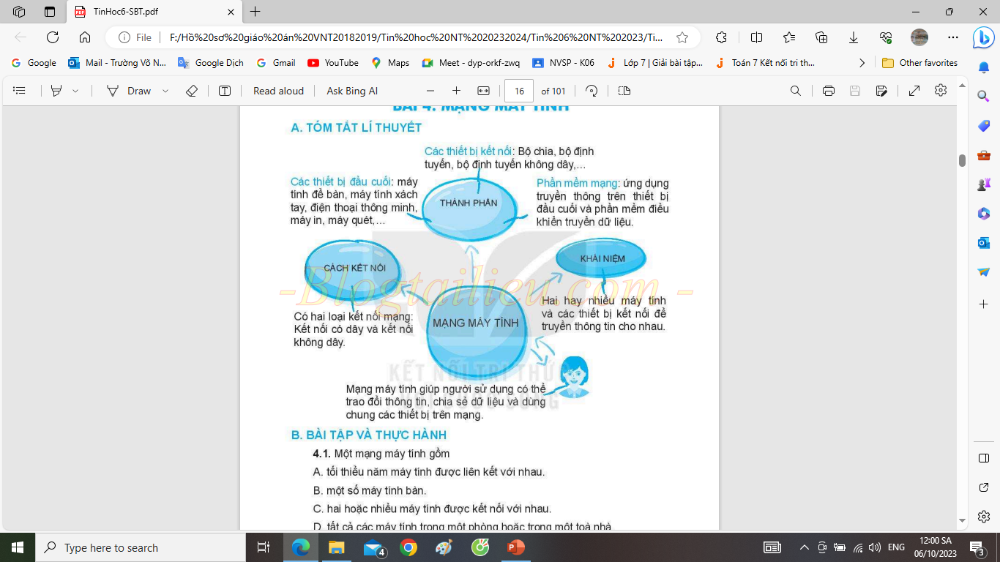 TinHoc6-SBT.pdf
File
F:/Hồ%20sơ%20giáo%20án%20VNT20182019/Tin%20hoc%20NT%2020232024/Tin%206%20NT%202023/Ti...
Google
Mail - Trường Võ N...
Google Dịch
Gmail
YouTube
Maps
Meet - dyp-orkf-zwq
NVSP - K06
Lớp 7 | Giải bài tập...
Toán 7 Kết nối tri th...
Other favorites
Draw
Read aloud
Ask Bing AI
16
of 101
BÀI 4. MẠNG MÁY TÍNH
A. TÓM TẮT LÍ THUYẾT
Các thiết bị kết nối: Bộ chia, bộ định
tuyến, bộ định tuyến không dây,...
Các thiết bị đầu cuối: máy
tính để bàn, máy tính xách
tay, điện thoại thông minh,
máy in, máy quét,...
THÀNH PHẦN
Phần mềm mạng: ứng dụng
truyền thông trên thiết bị
đầu cuối và phần mềm điều
khiển truyền dữ liệu.
CÁCH KẾT NỐI
KHÁI NIỆM
-Blogtailieu.com -
Có hai loại kết nối mạng:
Kết nối có dây và kết nối
không dây.
MẠNG MÁY TÍNH
Hai hay nhiều máy tính
và các thiết bị kết nối để
truyền thông tin cho nhau.
KẾT NỐI TRI THỨC
VỚI CUỘC SỐNG
Mạng máy tính giúp người sử dụng có thể
trao đổi thông tin, chia sẻ dữ liệu và dùng
chung các thiết bị trên mạng.
B. BÀI TẬP VÀ THỰC HÀNH
4.1. Một mạng máy tính gồm
A. tối thiểu năm máy tính được liên kết với nhau.
B. một số máy tính bàn.
C. hai hoặc nhiều máy tính được kết nối với nhau.
D. tất cả các máy tính trong một phòng hoặc trong một toà nhà
Type here to search
4
ENG
12:00 SA
06/10/2023
3